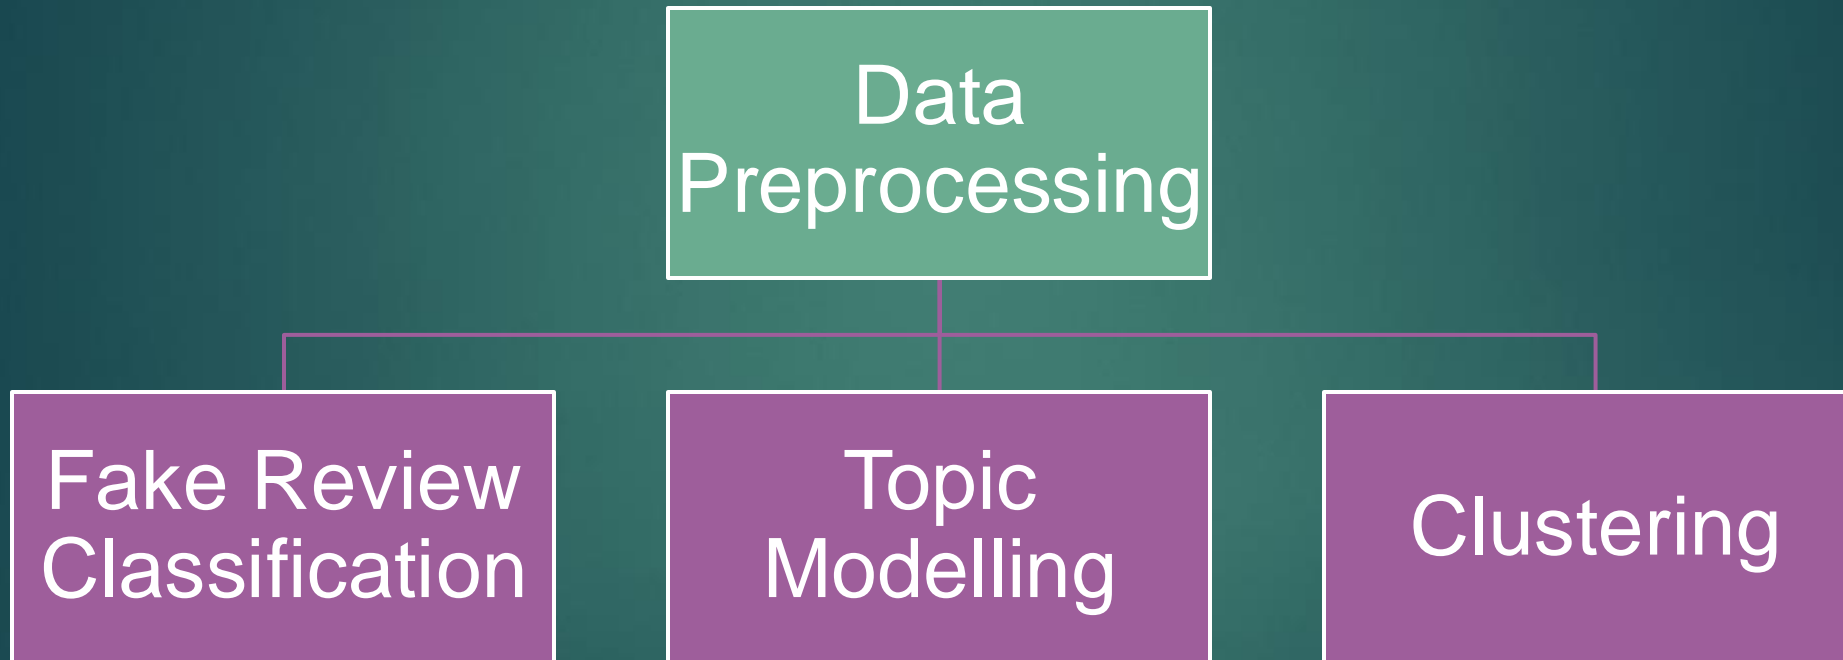 Data
Preprocessing
Fake Review
Classification
Topic
Modelling
Clustering